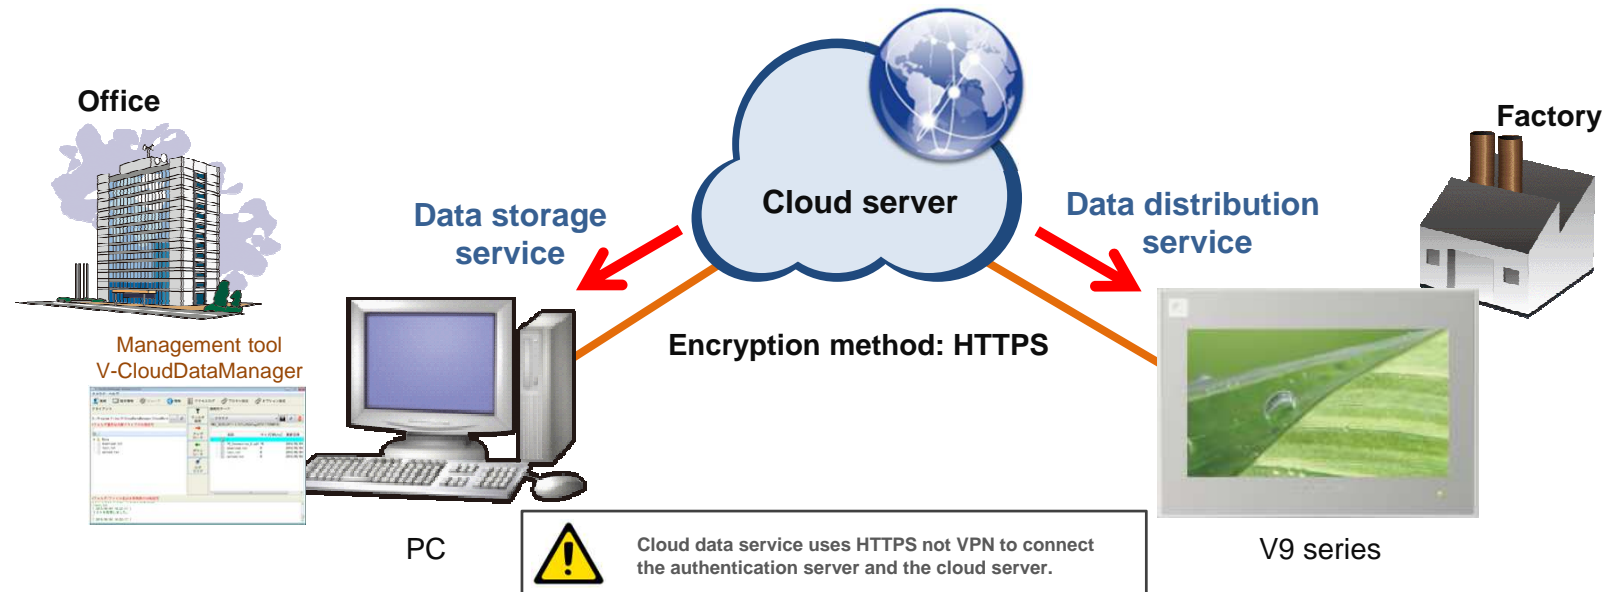 Office
Factory
Cloud server
Data storage
service
Data distribution
service
Encryption method: HTTPS
Management tool
V-CloudDataManager
PC
V9 series
Cloud data service uses HTTPS not VPN to connect
the authentication server and the cloud server.